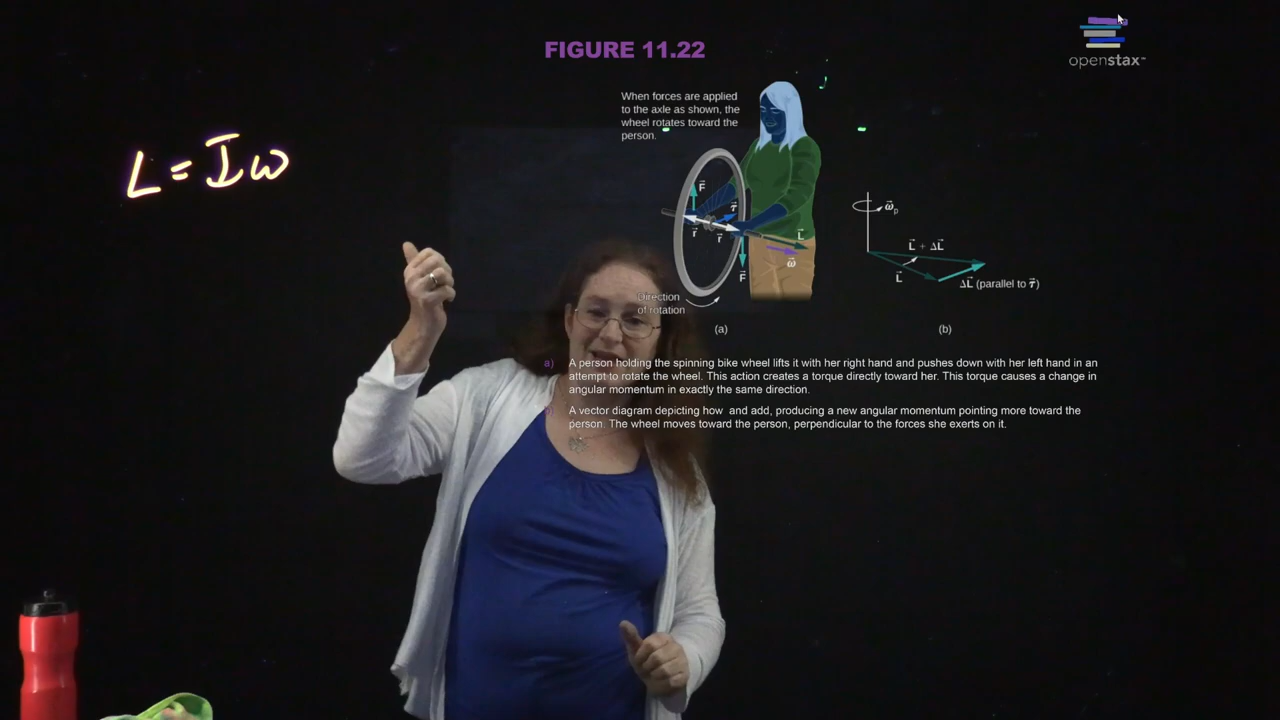 FIGURE 11.22
openstax™
When forces are applied
to the axle as shown, the
wheel rotates toward the
person.
L = Iω
F⃗
τ⃗
r⃗
r⃗
L⃗
ω⃗
F⃗
Direction
of rotation
(a)
ω⃗p
L⃗ + ΔL⃗
L⃗
ΔL⃗ (parallel to τ⃗)
(b)
a) A person holding the spinning bike wheel lifts it with her right hand and pushes down with her left hand in an
attempt to rotate the wheel. This action creates a torque directly toward her. This torque causes a change in
angular momentum in exactly the same direction.
A vector diagram depicting how and add, producing a new angular momentum pointing more toward the
person. The wheel moves toward the person, perpendicular to the forces she exerts on it.